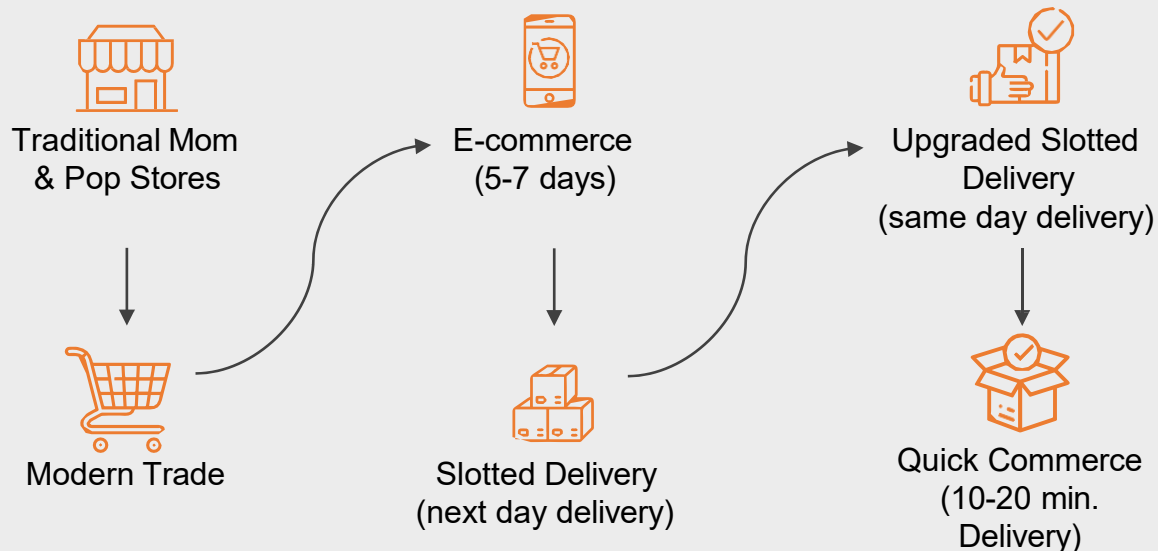 Traditional Mom
& Pop Stores
Modern Trade
E-commerce
(5-7 days)
Slotted Delivery
(next day delivery)
Upgraded Slotted
Delivery
(same day delivery)
Quick Commerce
(10-20 min.
Delivery)